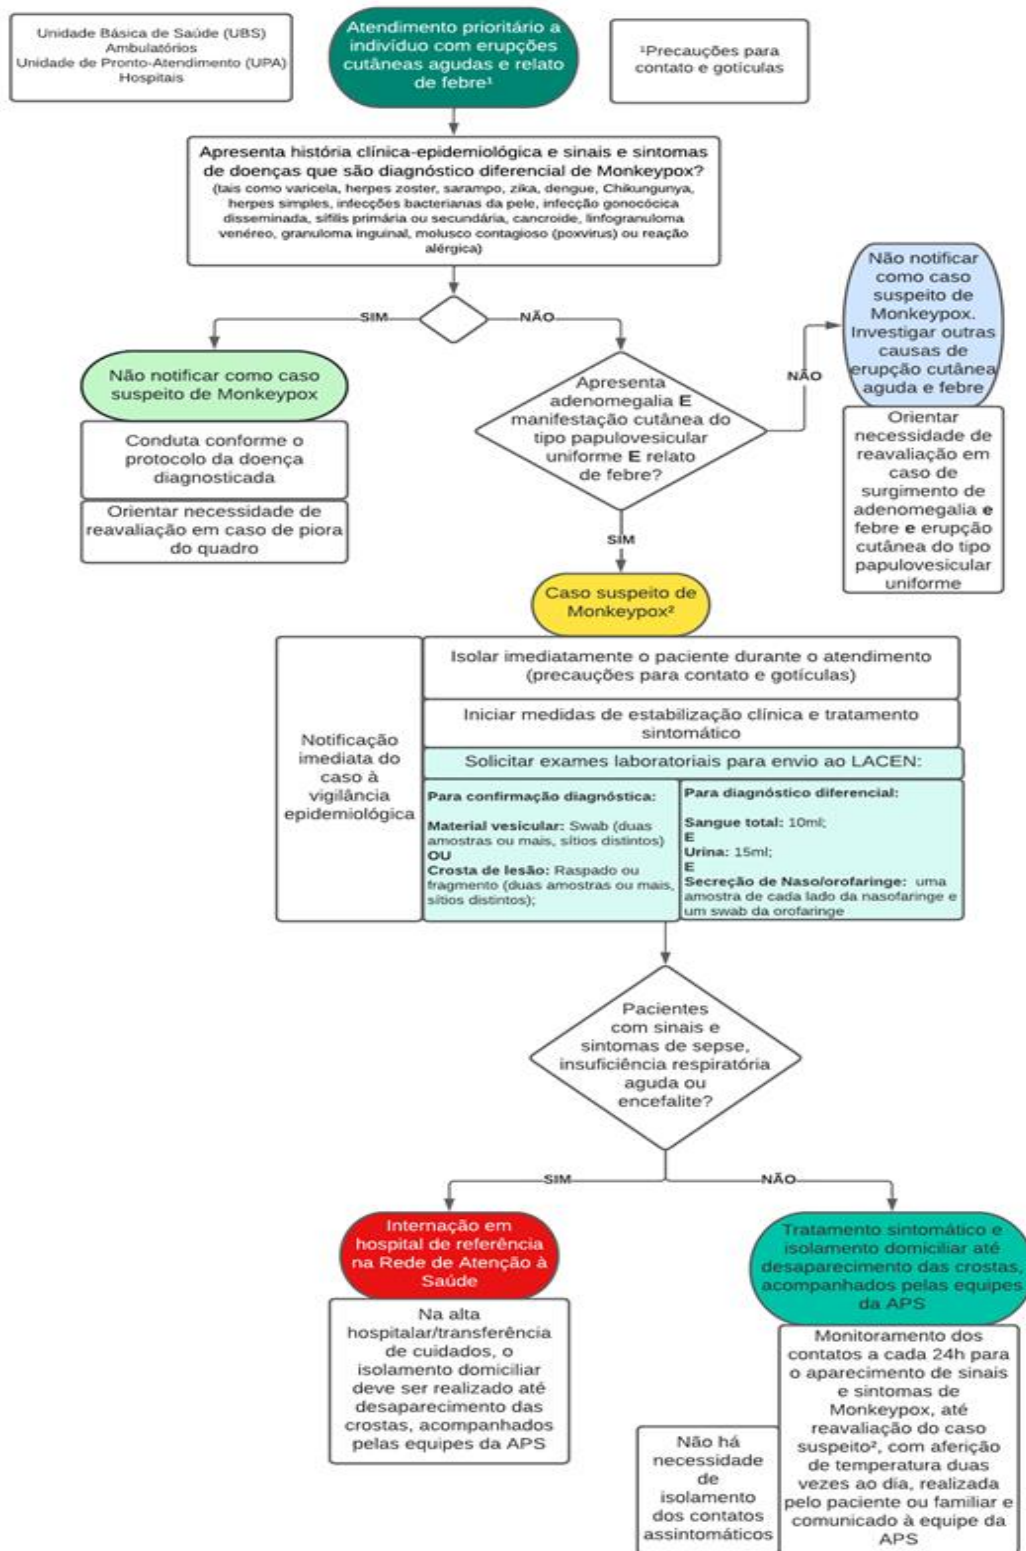 Unidade Básica de Saúde (UBS)
Ambulatórios
Unidade de Pronto-Atendimento (UPA)
Hospitais
Atendimento prioritário a
indivíduo com erupções
cutâneas agudas e relato
de febre¹
¹Precauções para
contato e gotículas
Apresenta história clínica-epidemiológica e sinais e sintomas
de doenças que são diagnóstico diferencial de Monkeypox?
(tais como varicela, herpes zoster, sarampo, zika, dengue, Chikungunya,
herpes simples, infecções bacterianas da pele, infecção gonocócica
disseminada, sífilis primária ou secundária, cancroide, linfogranuloma
venéreo, granuloma inguinal, molusco contagioso (poxvirus) ou reação
alérgica)
SIM
NÃO
Não notificar como caso
suspeito de Monkeypox
Conduta conforme o
protocolo da doença
diagnosticada
Orientar necessidade de
reavaliação em caso de piora
do quadro
Apresenta
adenomegalia E
manifestação cutânea do
tipo papulovesicular
uniforme E relato
de febre?
NÃO
Não notificar
como caso
suspeito de
Monkeypox.
Investigar outras
causas de
erupção cutânea
aguda e febre
Orientar
necessidade de
reavaliação em
caso de
surgimento de
adenomegalia e
febre e erupção
cutânea do tipo
papulovesicular
uniforme
SIM
Caso suspeito de
Monkeypox²
Notificação
imediata do
caso à
vigilância
epidemiológica
Isolar imediatamente o paciente durante o atendimento
(precauções para contato e gotículas)
Iniciar medidas de estabilização clínica e tratamento
sintomático
Solicitar exames laboratoriais para envio ao LACEN:
Para confirmação diagnóstica:
Material vesicular: Swab (duas
amostras ou mais, sítios distintos)
OU
Crosta de lesão: Raspado ou
fragmento (duas amostras ou mais,
sítios distintos);
Para diagnóstico diferencial:
Sangue total: 10ml;
E
Urina: 15ml;
E
Secreção de Naso/orofaringe: uma
amostra de cada lado da nasofaringe e
um swab da orofaringe
Pacientes
com sinais e
sintomas de sepse,
insuficiência respiratória
aguda ou
encefalite?
SIM
NÃO
Internação em
hospital de referência
na Rede de Atenção à
Saúde
Na alta
hospitalar/transferência
de cuidados, o
isolamento domiciliar
deve ser realizado até
desaparecimento das
crostas, acompanhados
pelas equipes da APS
Tratamento sintomático e
isolamento domiciliar até
desaparecimento das crostas,
acompanhados pelas equipes
da APS
Não há
necessidade
de
isolamento
dos contatos
assintomáticos
Monitoramento dos
contatos a cada 24h para
o aparecimento de sinais
e sintomas de
Monkeypox, até
reavaliação do caso
suspeito², com aferição
de temperatura duas
vezes ao dia, realizada
pelo paciente ou familiar e
comunicado à equipe da
APS